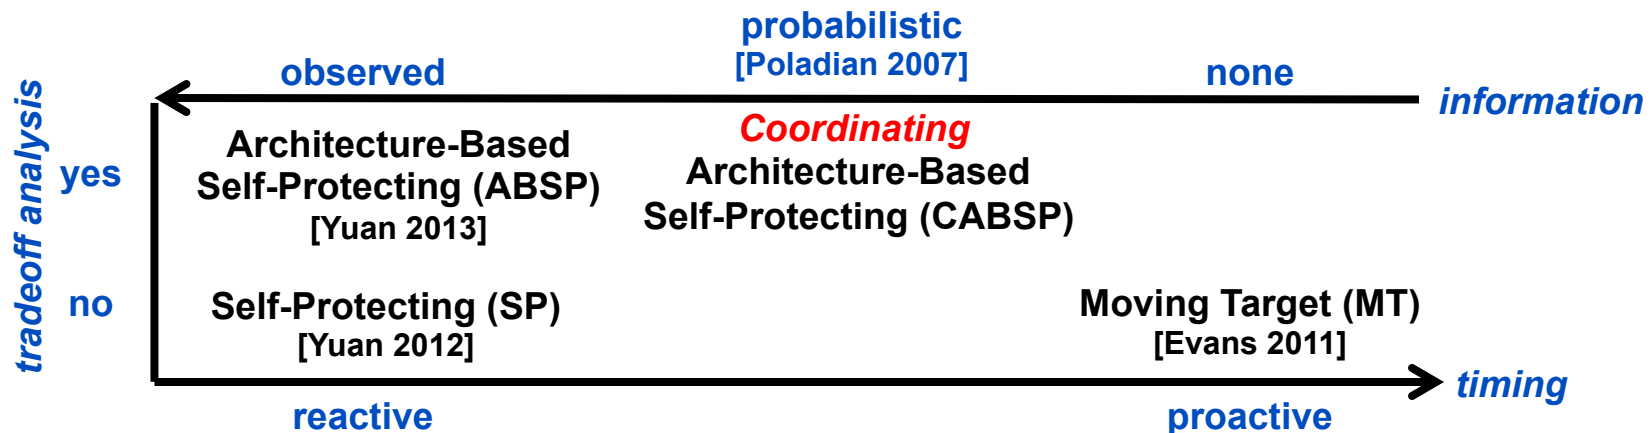 probabilistic
[Poladian 2007]
observed
none
information
tradeoff analysis
yes
Architecture-Based
Self-Protecting (ABSP)
[Yuan 2013]
Coordinating
Architecture-Based
Self-Protecting (CABSP)
no
Self-Protecting (SP)
[Yuan 2012]
Moving Target (MT)
[Evans 2011]
timing
reactive
proactive